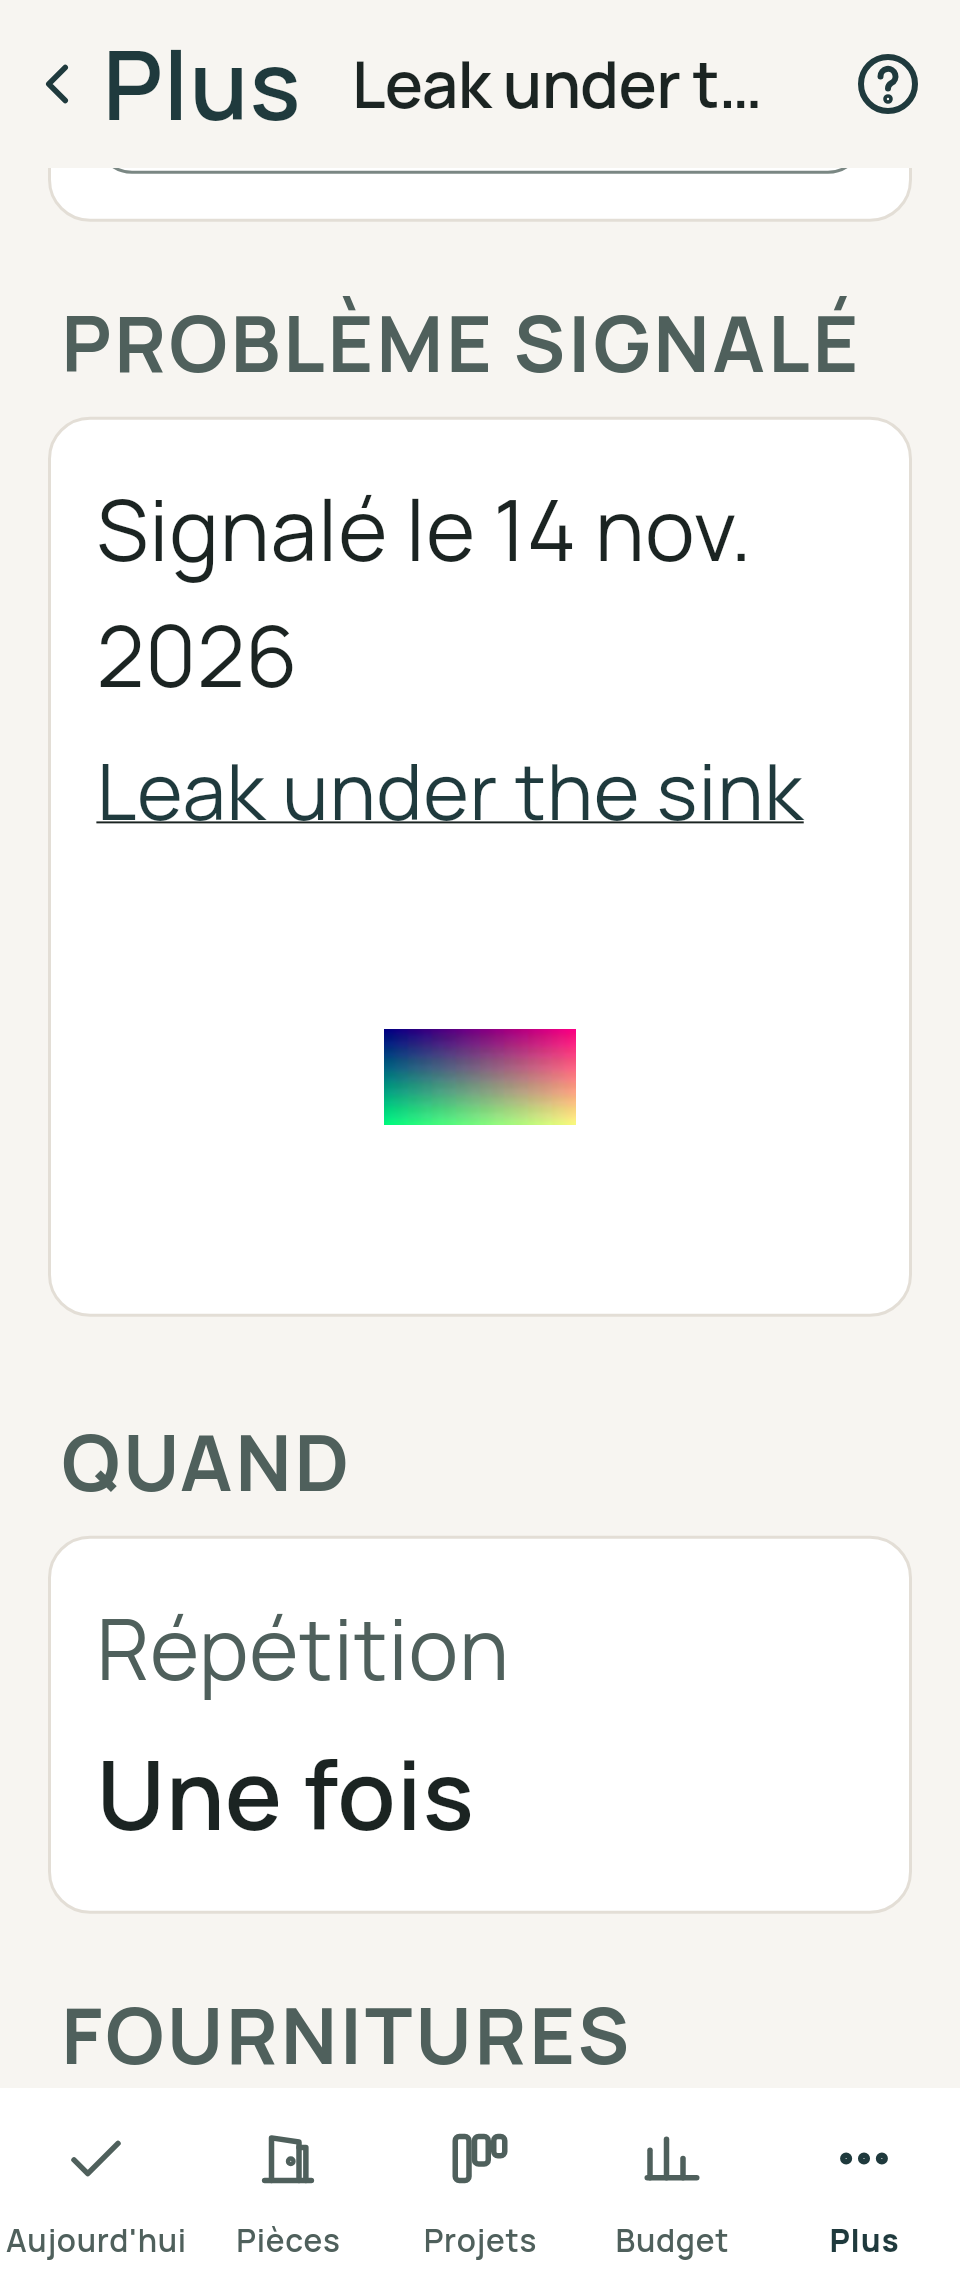 Plus
Leak under t...
PROBLÈME SIGNALÉ
Signalé le 14 nov.
2026
Leak under the sink
QUAND
Répétition
Une fois
FOURNITURES
Aujourd'hui
Pièces
Projets
Budget
Plus